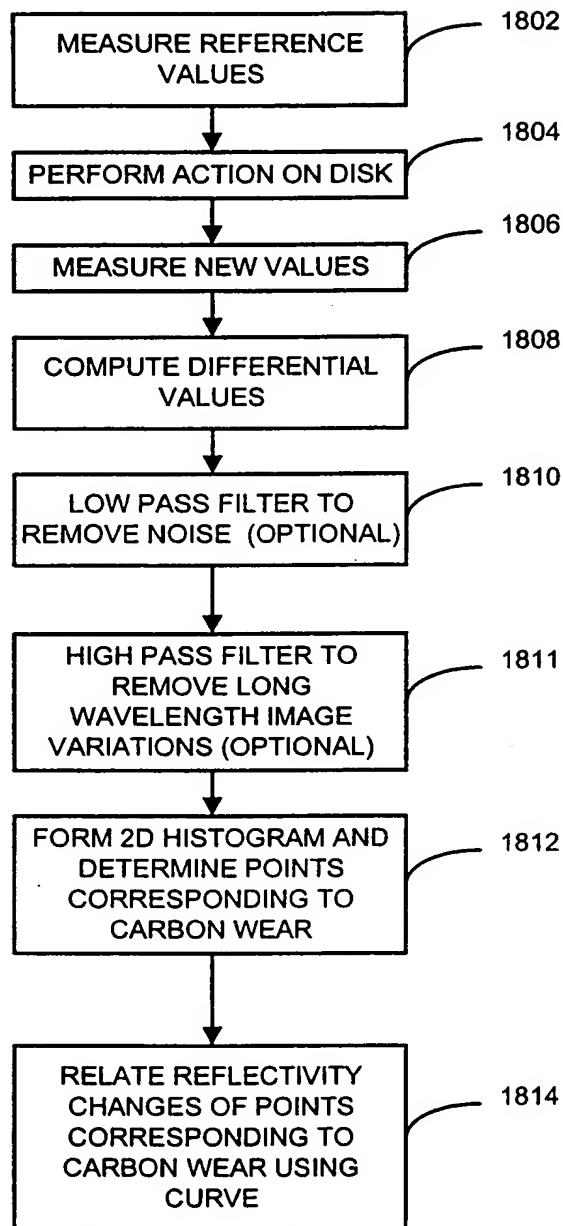 MEASURE REFERENCE
VALUES
1802
PERFORM ACTION ON DISK
1804
MEASURE NEW VALUES
1806
COMPUTE DIFFERENTIAL
VALUES
1808
LOW PASS FILTER TO
REMOVE NOISE (OPTIONAL)
1810
HIGH PASS FILTER TO
REMOVE LONG
WAVELENGTH IMAGE
VARIATIONS (OPTIONAL)
1811
FORM 2D HISTOGRAM AND
DETERMINE POINTS
CORRESPONDING TO
CARBON WEAR
1812
RELATE REFLECTIVITY
CHANGES OF POINTS
CORRESPONDING TO
CARBON WEAR USING
CURVE
1814